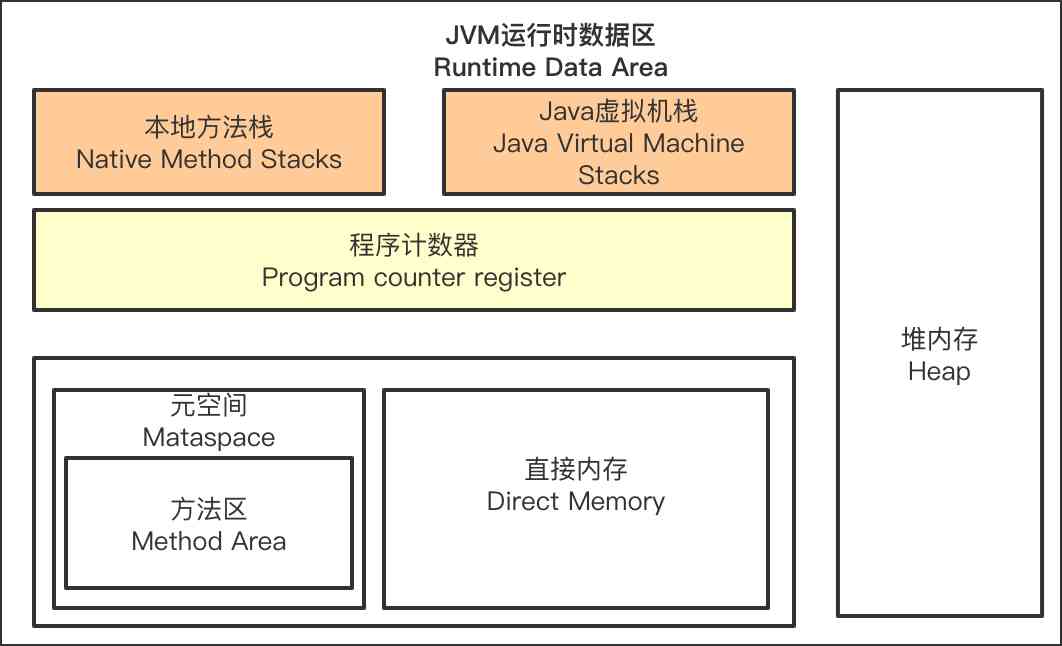 JVM运行时数据区
Runtime Data Area
本地方法栈
Native Method Stacks
Java虚拟机栈
Java Virtual Machine
Stacks
程序计数器
Program counter register
堆内存
Heap
元空间
Mataspace
方法区
Method Area
直接内存
Direct Memory